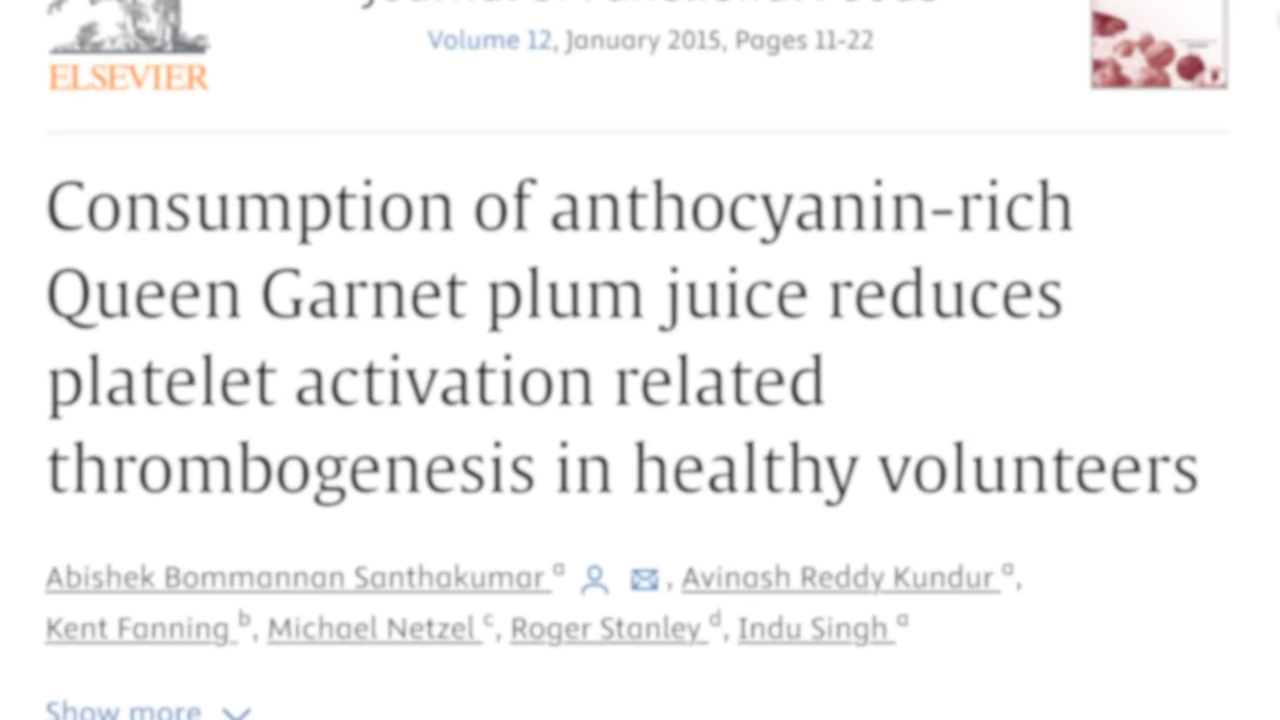 Volume 12, January 2015, Pages 11-22
ELSEVIER
Consumption of anthocyanin-rich
Queen Garnet plum juice reduces
platelet activation related
thrombogenesis in healthy volunteers
Abishek Bommannan Santhakumar a, Avinash Reddy Kundur a,
Kent Fanning b, Michael Netzel c, Roger Stanley d, Indu Singh a
Show more